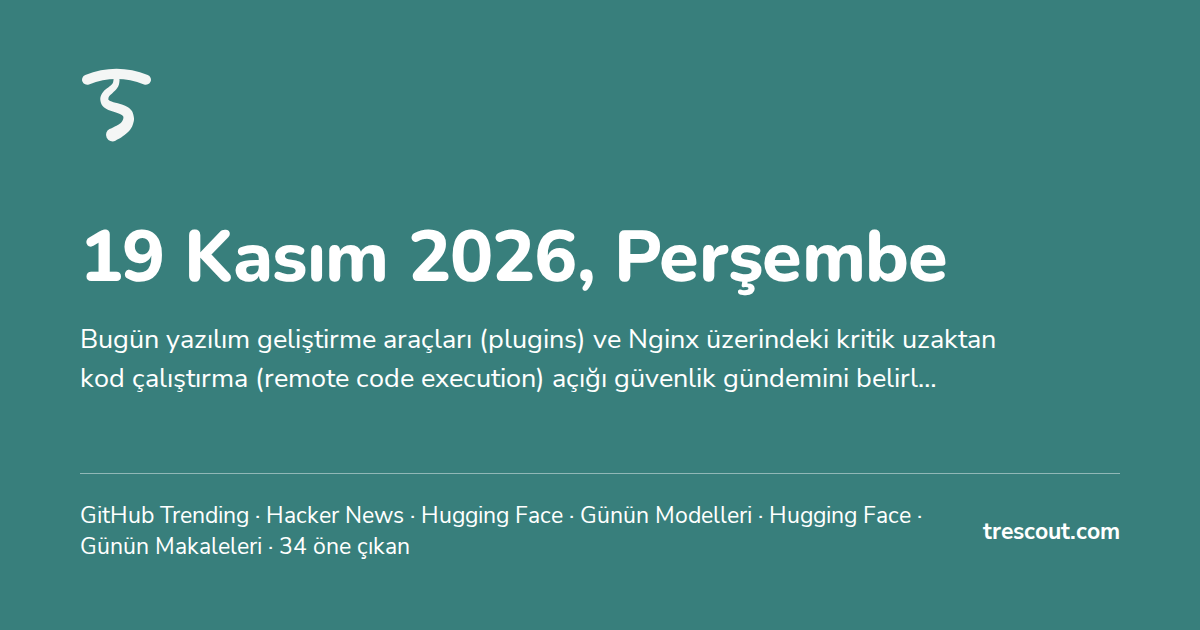 19 Kasım 2026, Perşembe
Bugün yazılım geliştirme araçları (plugins) ve Nginx üzerindeki kritik uzaktan
kod çalıştırma (remote code execution) açığı güvenlik gündemini belirl...
GitHub Trending · Hacker News · Hugging Face · Günün Modelleri · Hugging Face ·
Günün Makaleleri · 34 öne çıkan
trescout.com